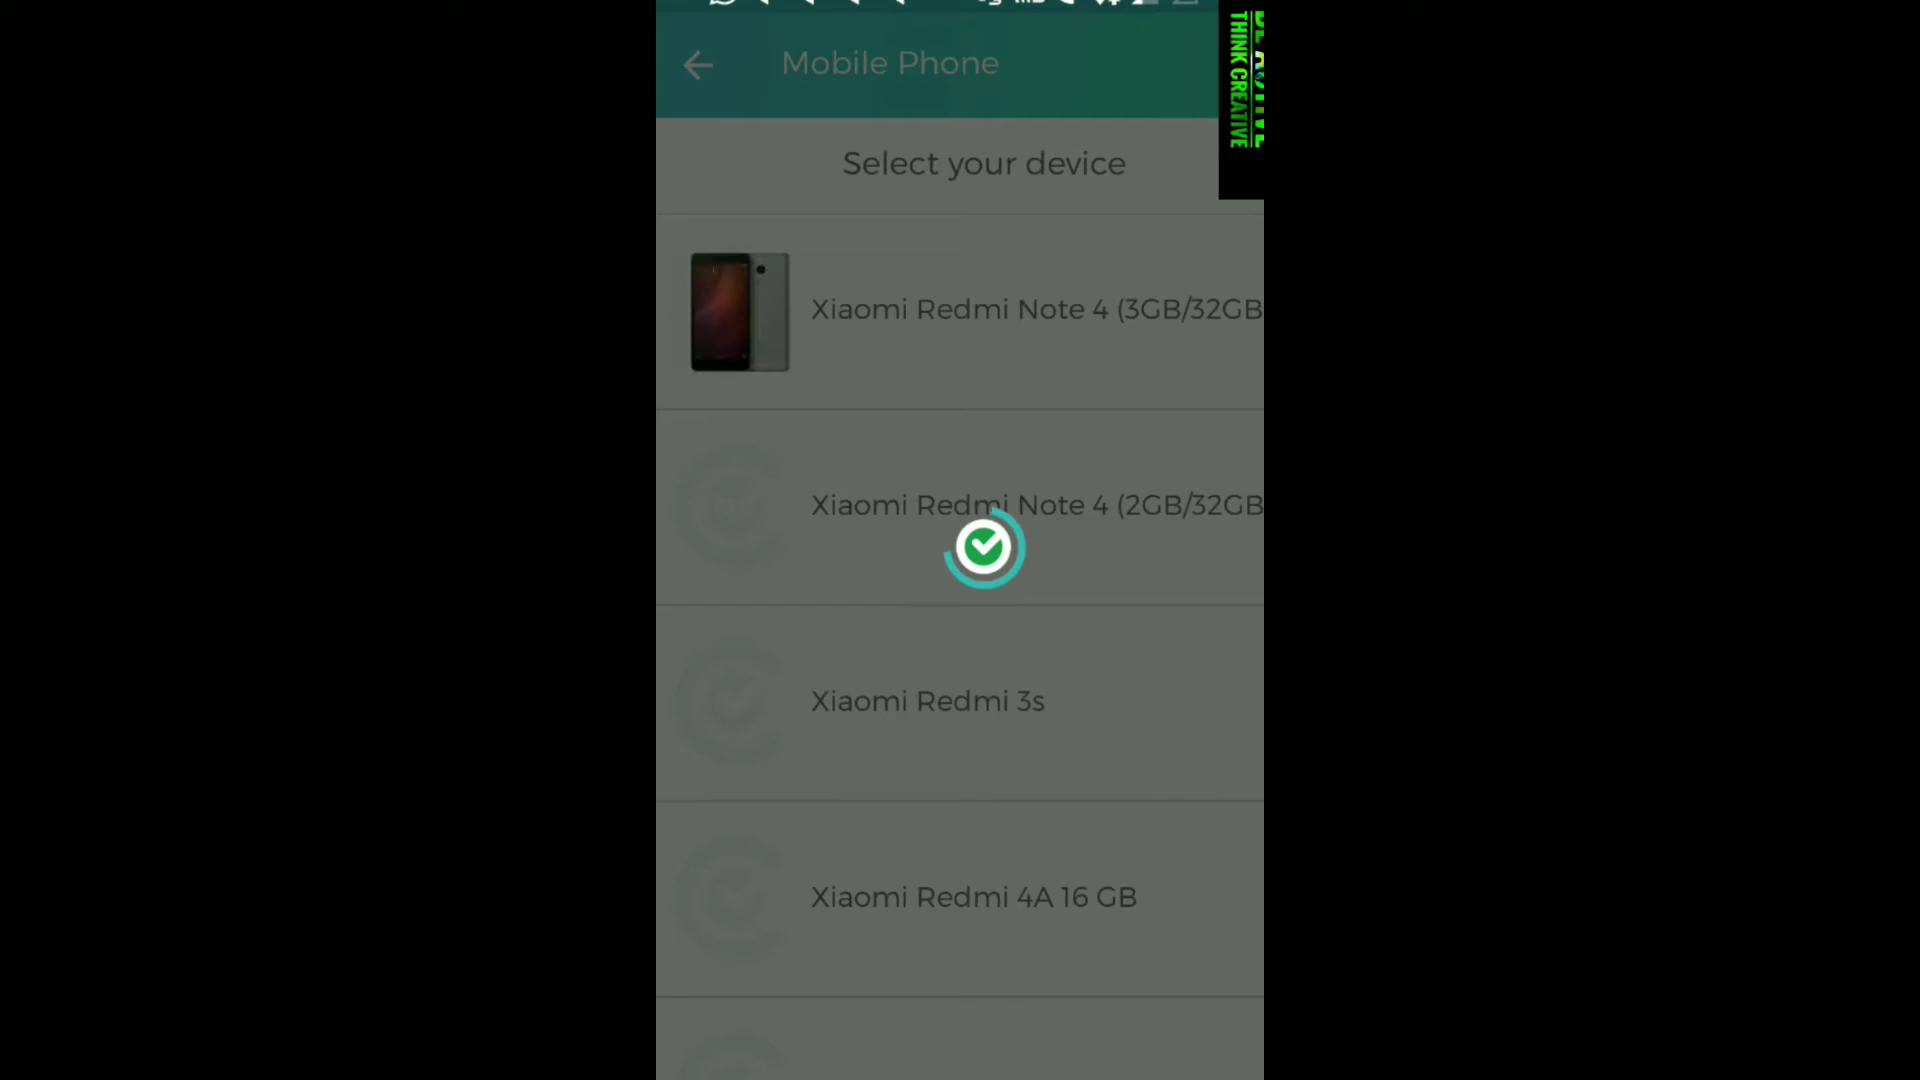 Mobile Phone
THINK CREATIVE
Select your device
Xiaomi Redmi Note 4 (3GB/32GB
Xiaomi Redmi Note 4 (2GB/32GB
Xiaomi Redmi 3s
Xiaomi Redmi 4A 16 GB